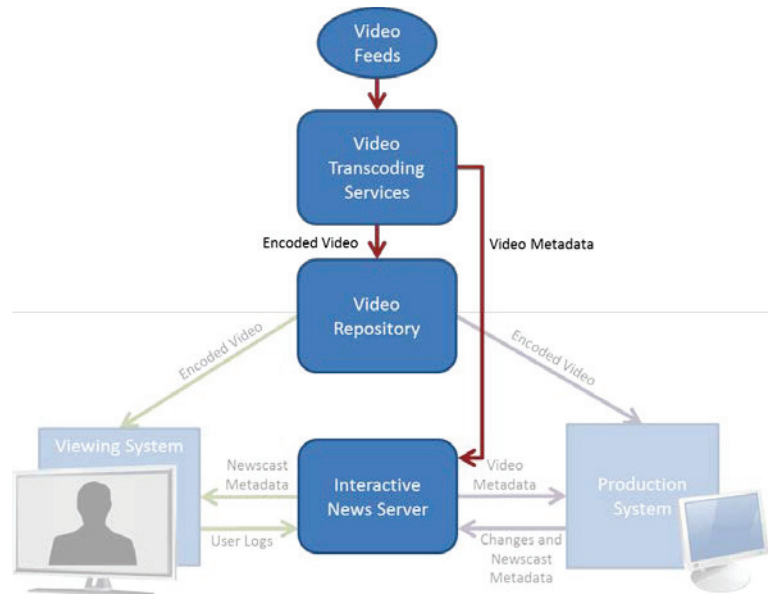 Video
Feeds
Video
Transcoding
Services
Encoded Video
Video Metadata
Video
Repository
Encoded Video
Encoded Video
Viewing System
Newscast
Metadata
User Logs
Interactive
News Server
Video
Metadata
Changes and
Newscast
Metadata
Production
System